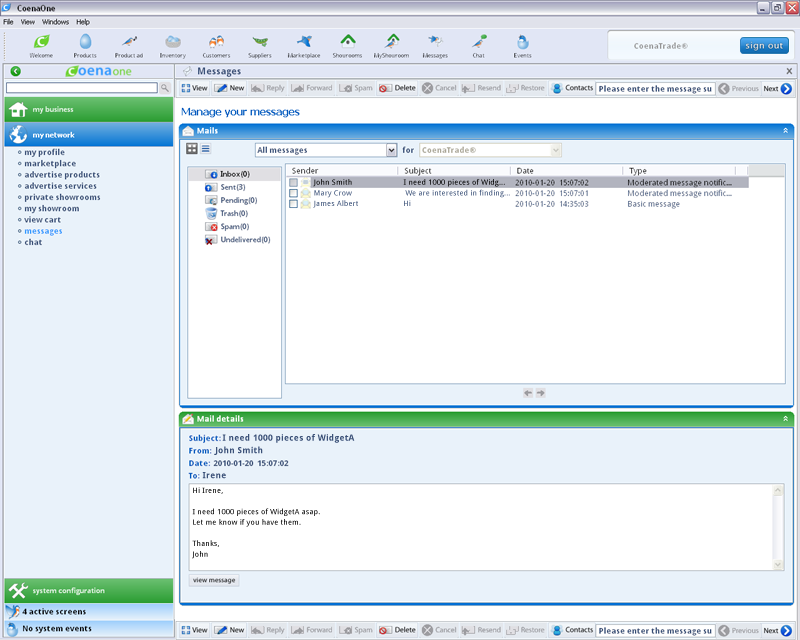 CoenaOne
File View Windows Help
Welcome Products Product ad Inventory Customers Suppliers Marketplace Showrooms MyShowroom Messages Chat Events
CoenaTrade®
sign out
Coenaone
Messages
X
View New Reply Forward Spam Delete Cancel Resend Restore Contacts Please enter the message su Previous Next
my business
my network
my profile
marketplace
advertise products
advertise services
private showrooms
my showroom
view cart
messages
chat
system configuration
4 active screens
No system events
Manage your messages
Mails
All messages for CoenaTrade®
Inbox(0)
Sent(3)
Pending(0)
Trash(0)
Spam(0)
Undelivered(0)
Sender Subject Date Type
John Smith I need 1000 pieces of Widg... 2010-01-20 15:07:02 Moderated message notific...
Mary Crow We are interested in finding... 2010-01-20 15:07:01 Moderated message notific...
James Albert Hi 2010-01-20 14:35:03 Basic message
Mail details
Subject: I need 1000 pieces of WidgetA
From: John Smith
Date: 2010-01-20 15:07:02
To: Irene
Hi Irene,
I need 1000 pieces of WidgetA asap.
Let me know if you have them.
Thanks,
John
view message
View New Reply Forward Spam Delete Cancel Resend Restore Contacts Please enter the message su Previous Next